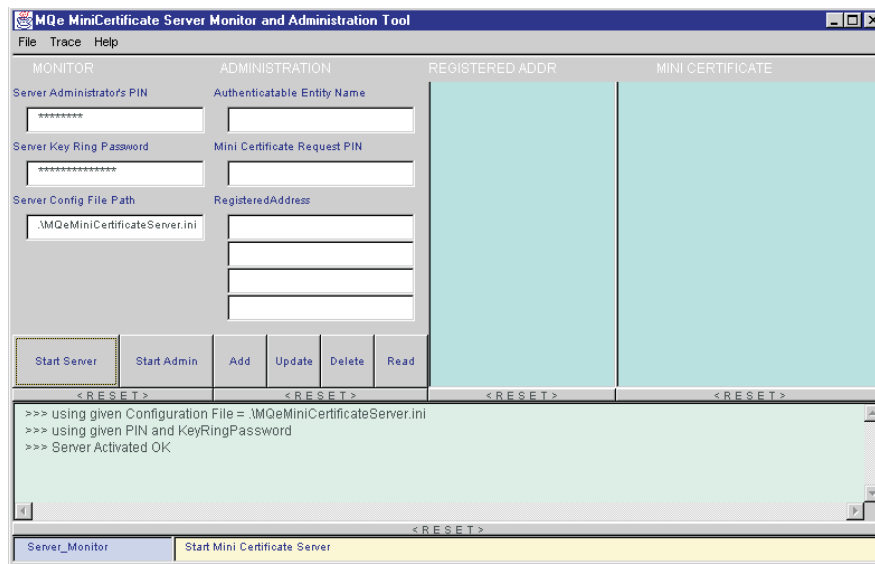 MQe MiniCertificate Server Monitor and Administration Tool
File Trace Help
MONITOR ADMINISTRATION REGISTERED ADDR MINI CERTIFICATE
Server Administrator's PIN Authenticatable Entity Name
********
Server Key Ring Password Mini Certificate Request PIN
**************
Server Config File Path RegisteredAddress
.\MQeMiniCertificateServer.ini
Start Server Start Admin Add Update Delete Read
<RESET> <RESET> <RESET> <RESET>
>>> using given Configuration File = .\MQeMiniCertificateServer.ini
>>> using given PIN and KeyRingPassword
>>> Server Activated OK
<RESET>
Server_Monitor Start Mini Certificate Server